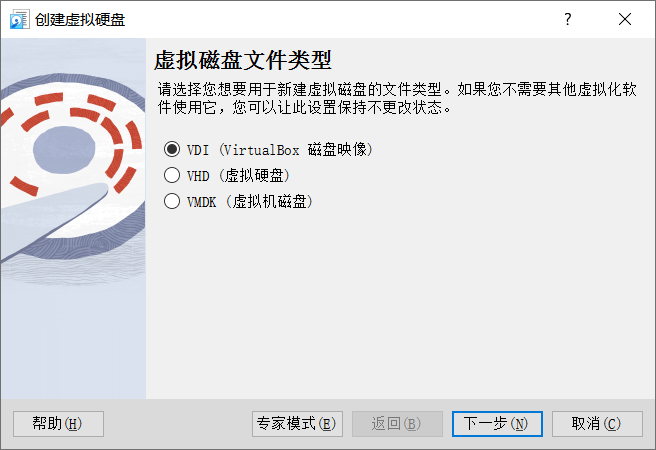 创建虚拟硬盘
?
虚拟磁盘文件类型
请选择您想要用于新建虚拟磁盘的文件类型。如果您不需要其他虚拟化软
件使用它，您可以让此设置保持不更改状态。
VDI (VirtualBox 磁盘映像)
VHD (虚拟硬盘)
VMDK (虚拟机磁盘)
帮助(H) 专家模式(E) 返回(B) 下一步(N) 取消(C)